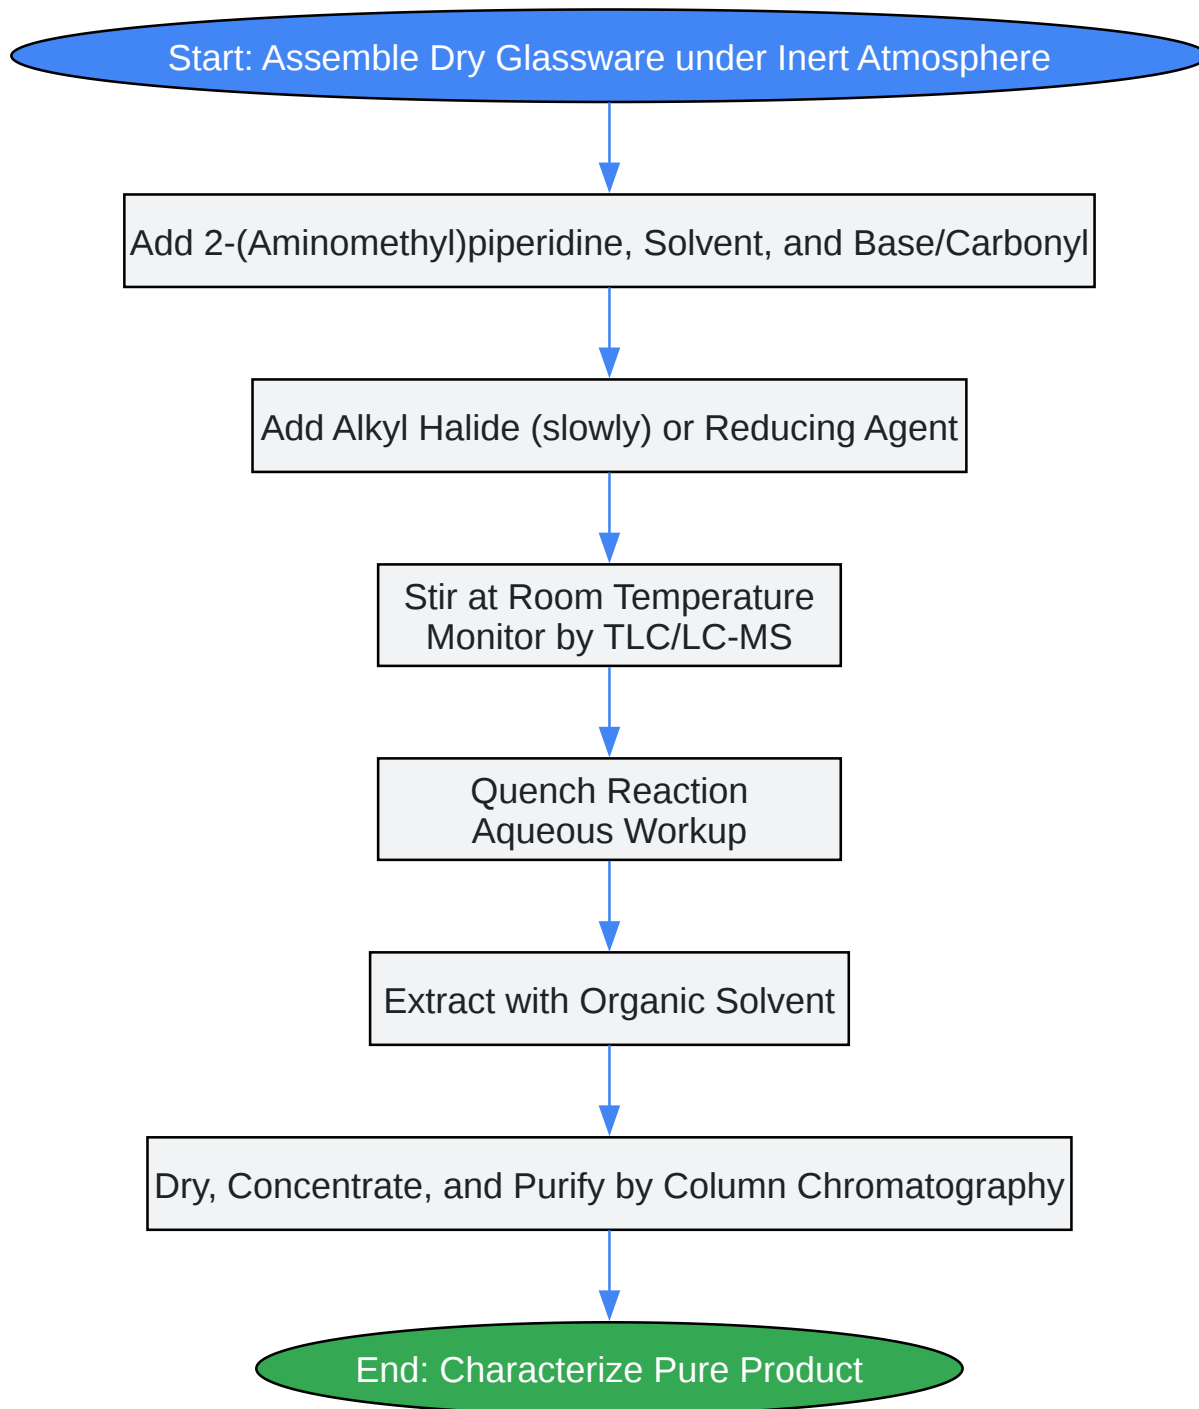 Start: Assemble Dry Glassware under Inert Atmosphere
Add 2-(Aminomethyl)piperidine, Solvent, and Base/Carbonyl
Add Alkyl Halide (slowly) or Reducing Agent
Stir at Room Temperature
Monitor by TLC/LC-MS
Quench Reaction
Aqueous Workup
Extract with Organic Solvent
Dry, Concentrate, and Purify by Column Chromatography
End: Characterize Pure Product